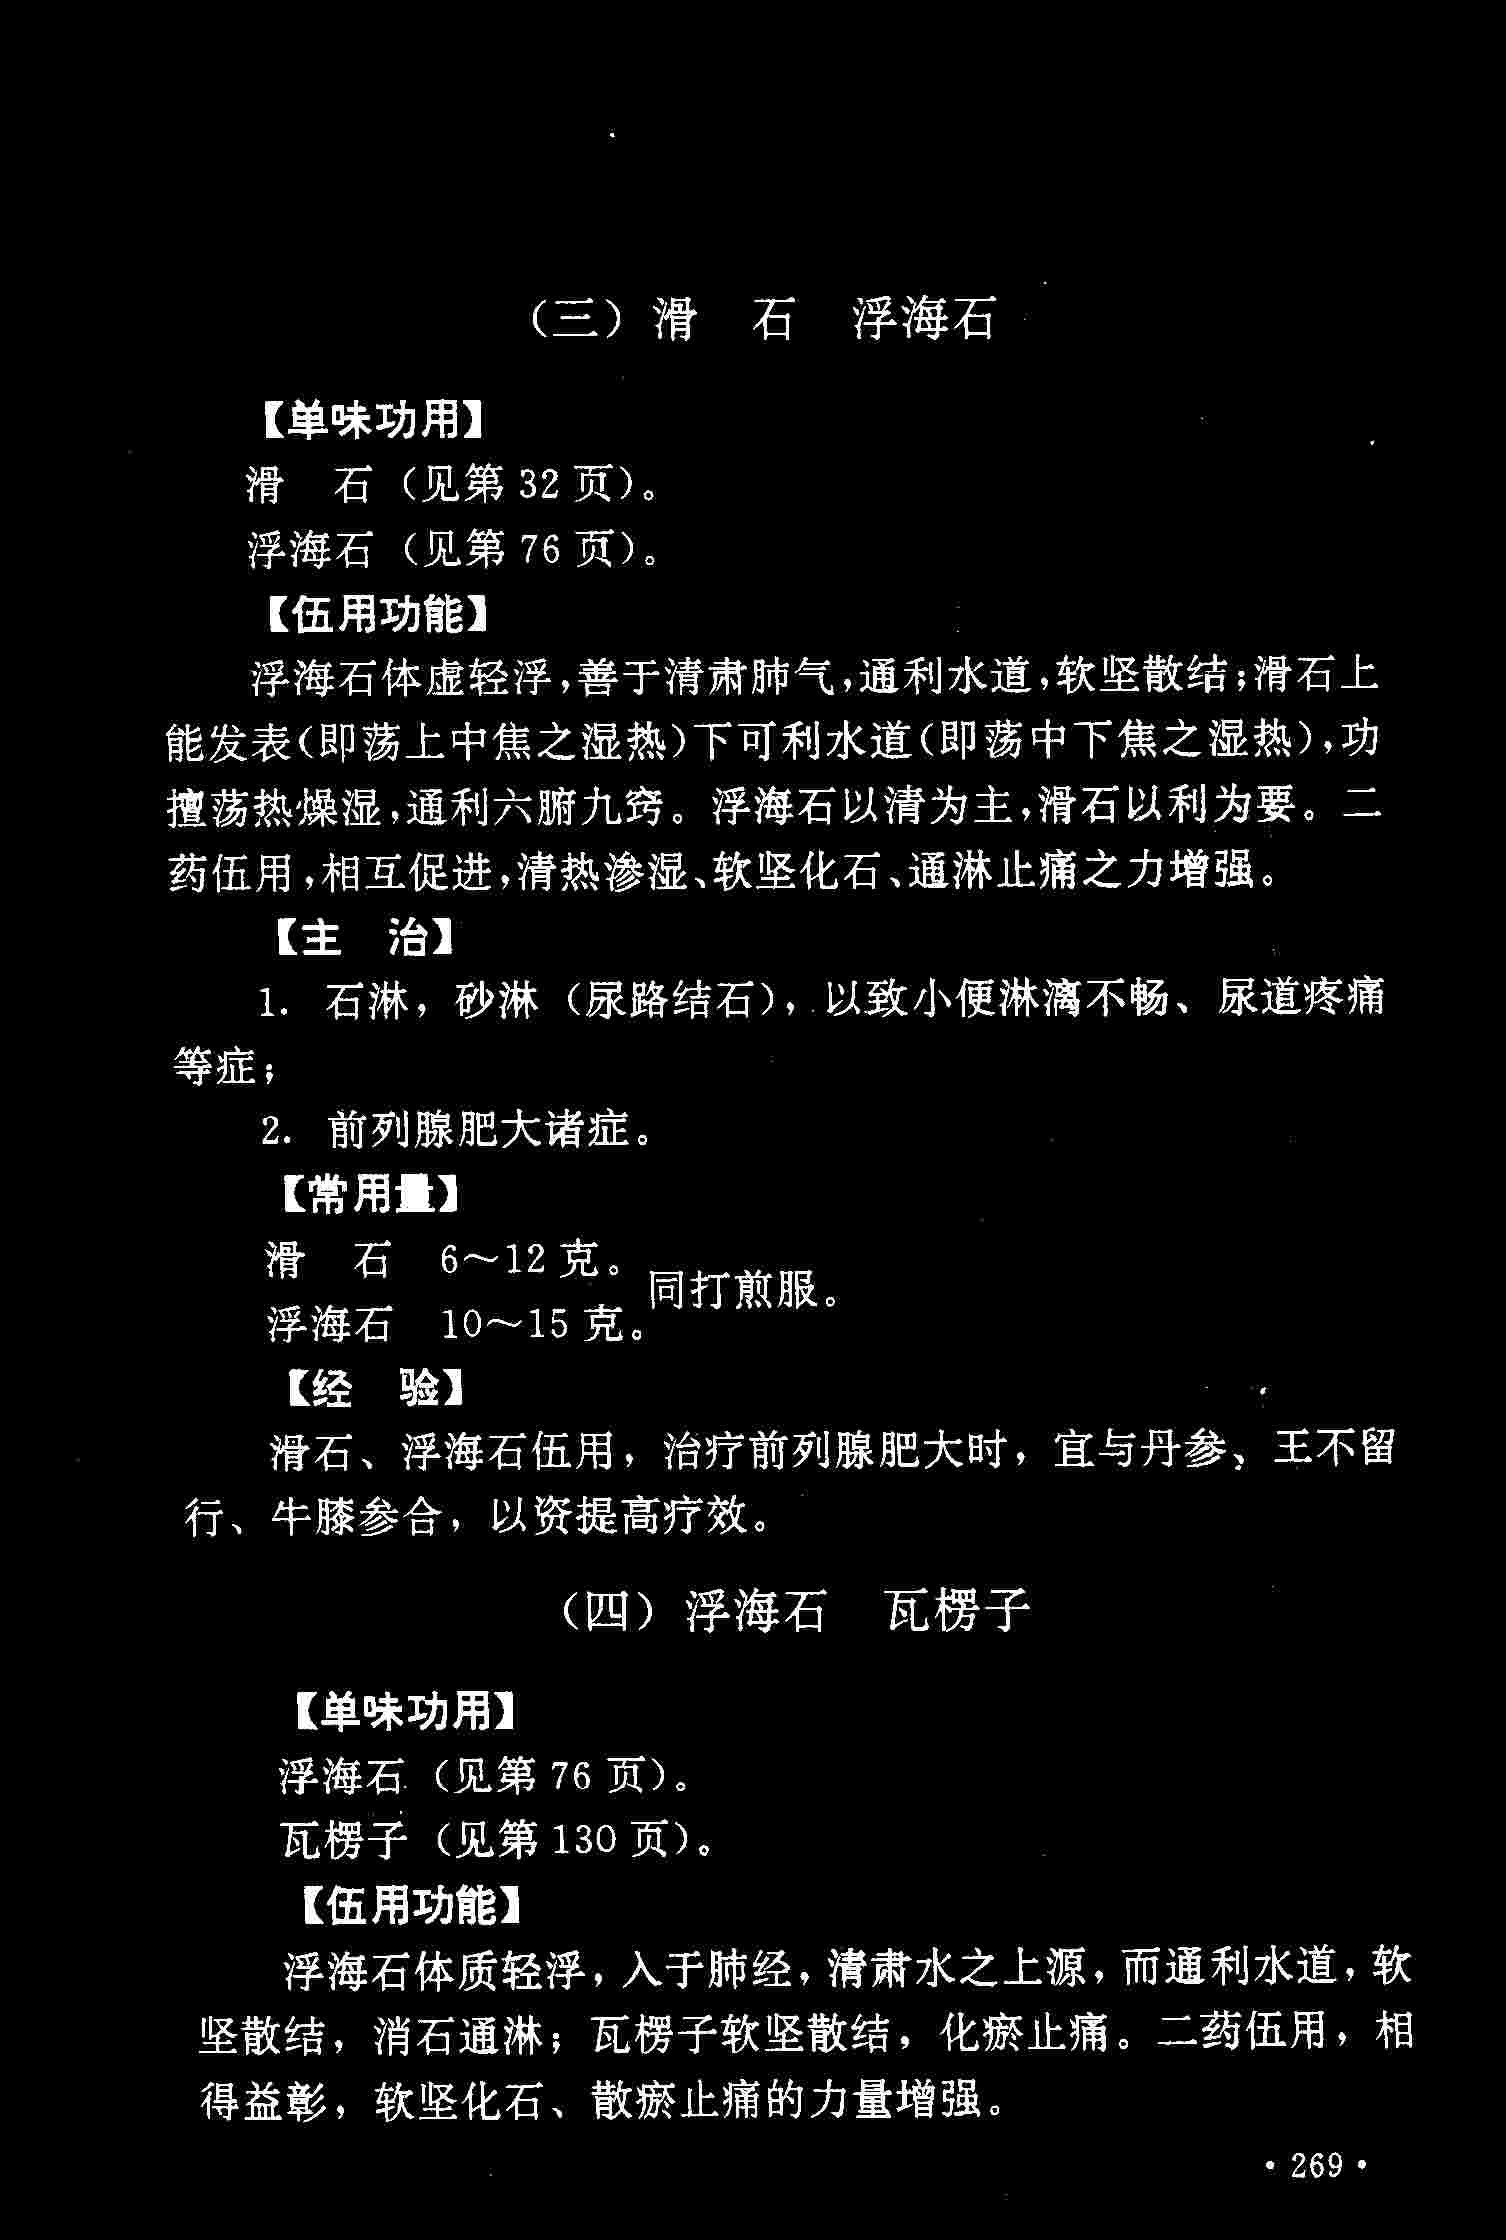 （三）滑　石　浮海石
【单味功用】
滑　石（见第 32 页）。
浮海石（见第 76 页）。
【伍用功能】
浮海石体虚轻浮，善于清肃肺气，通利水道，软坚散结；滑石上
能发表（即荡上中焦之湿热）下可利水道（即荡中下焦之湿热），功
擅荡热燥湿，通利六腑九窍。浮海石以清为主，滑石以利为要。二
药伍用，相互促进，清热渗湿、软坚化石、通淋止痛之力增强。
【主　治】
1. 石淋，砂淋（尿路结石），以致小便淋漓不畅、尿道疼痛
等症；
2. 前列腺肥大诸症。
【常用量】
滑　石　6～12 克。
同打煎服。
浮海石　10～15 克。
【经　验】
滑石、浮海石伍用，治疗前列腺肥大时，宜与丹参、王不留
行、牛膝参合，以资提高疗效。
（四）浮海石　瓦楞子
【单味功用】
浮海石（见第 76 页）。
瓦楞子（见第 130 页）。
【伍用功能】
浮海石体质轻浮，入于肺经，清肃水之上源，而通利水道，软
坚散结，消石通淋；瓦楞子软坚散结，化瘀止痛。二药伍用，相
得益彰，软坚化石、散瘀止痛的力量增强。
· 269 ·